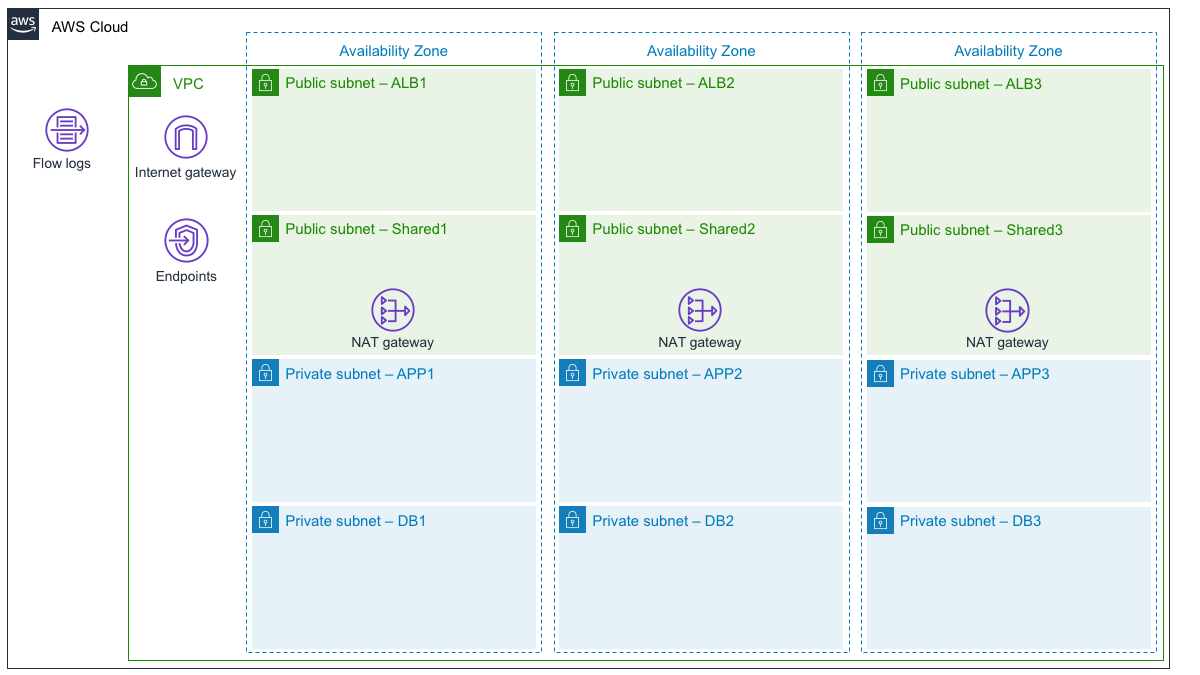 aws
AWS Cloud
Availability Zone
Availability Zone
Availability Zone
VPC
Public subnet – ALB1
Public subnet – ALB2
Public subnet – ALB3
Flow logs
Internet gateway
Public subnet – Shared1
Public subnet – Shared2
Public subnet – Shared3
Endpoints
NAT gateway
NAT gateway
NAT gateway
Private subnet – APP1
Private subnet – APP2
Private subnet – APP3
Private subnet – DB1
Private subnet – DB2
Private subnet – DB3